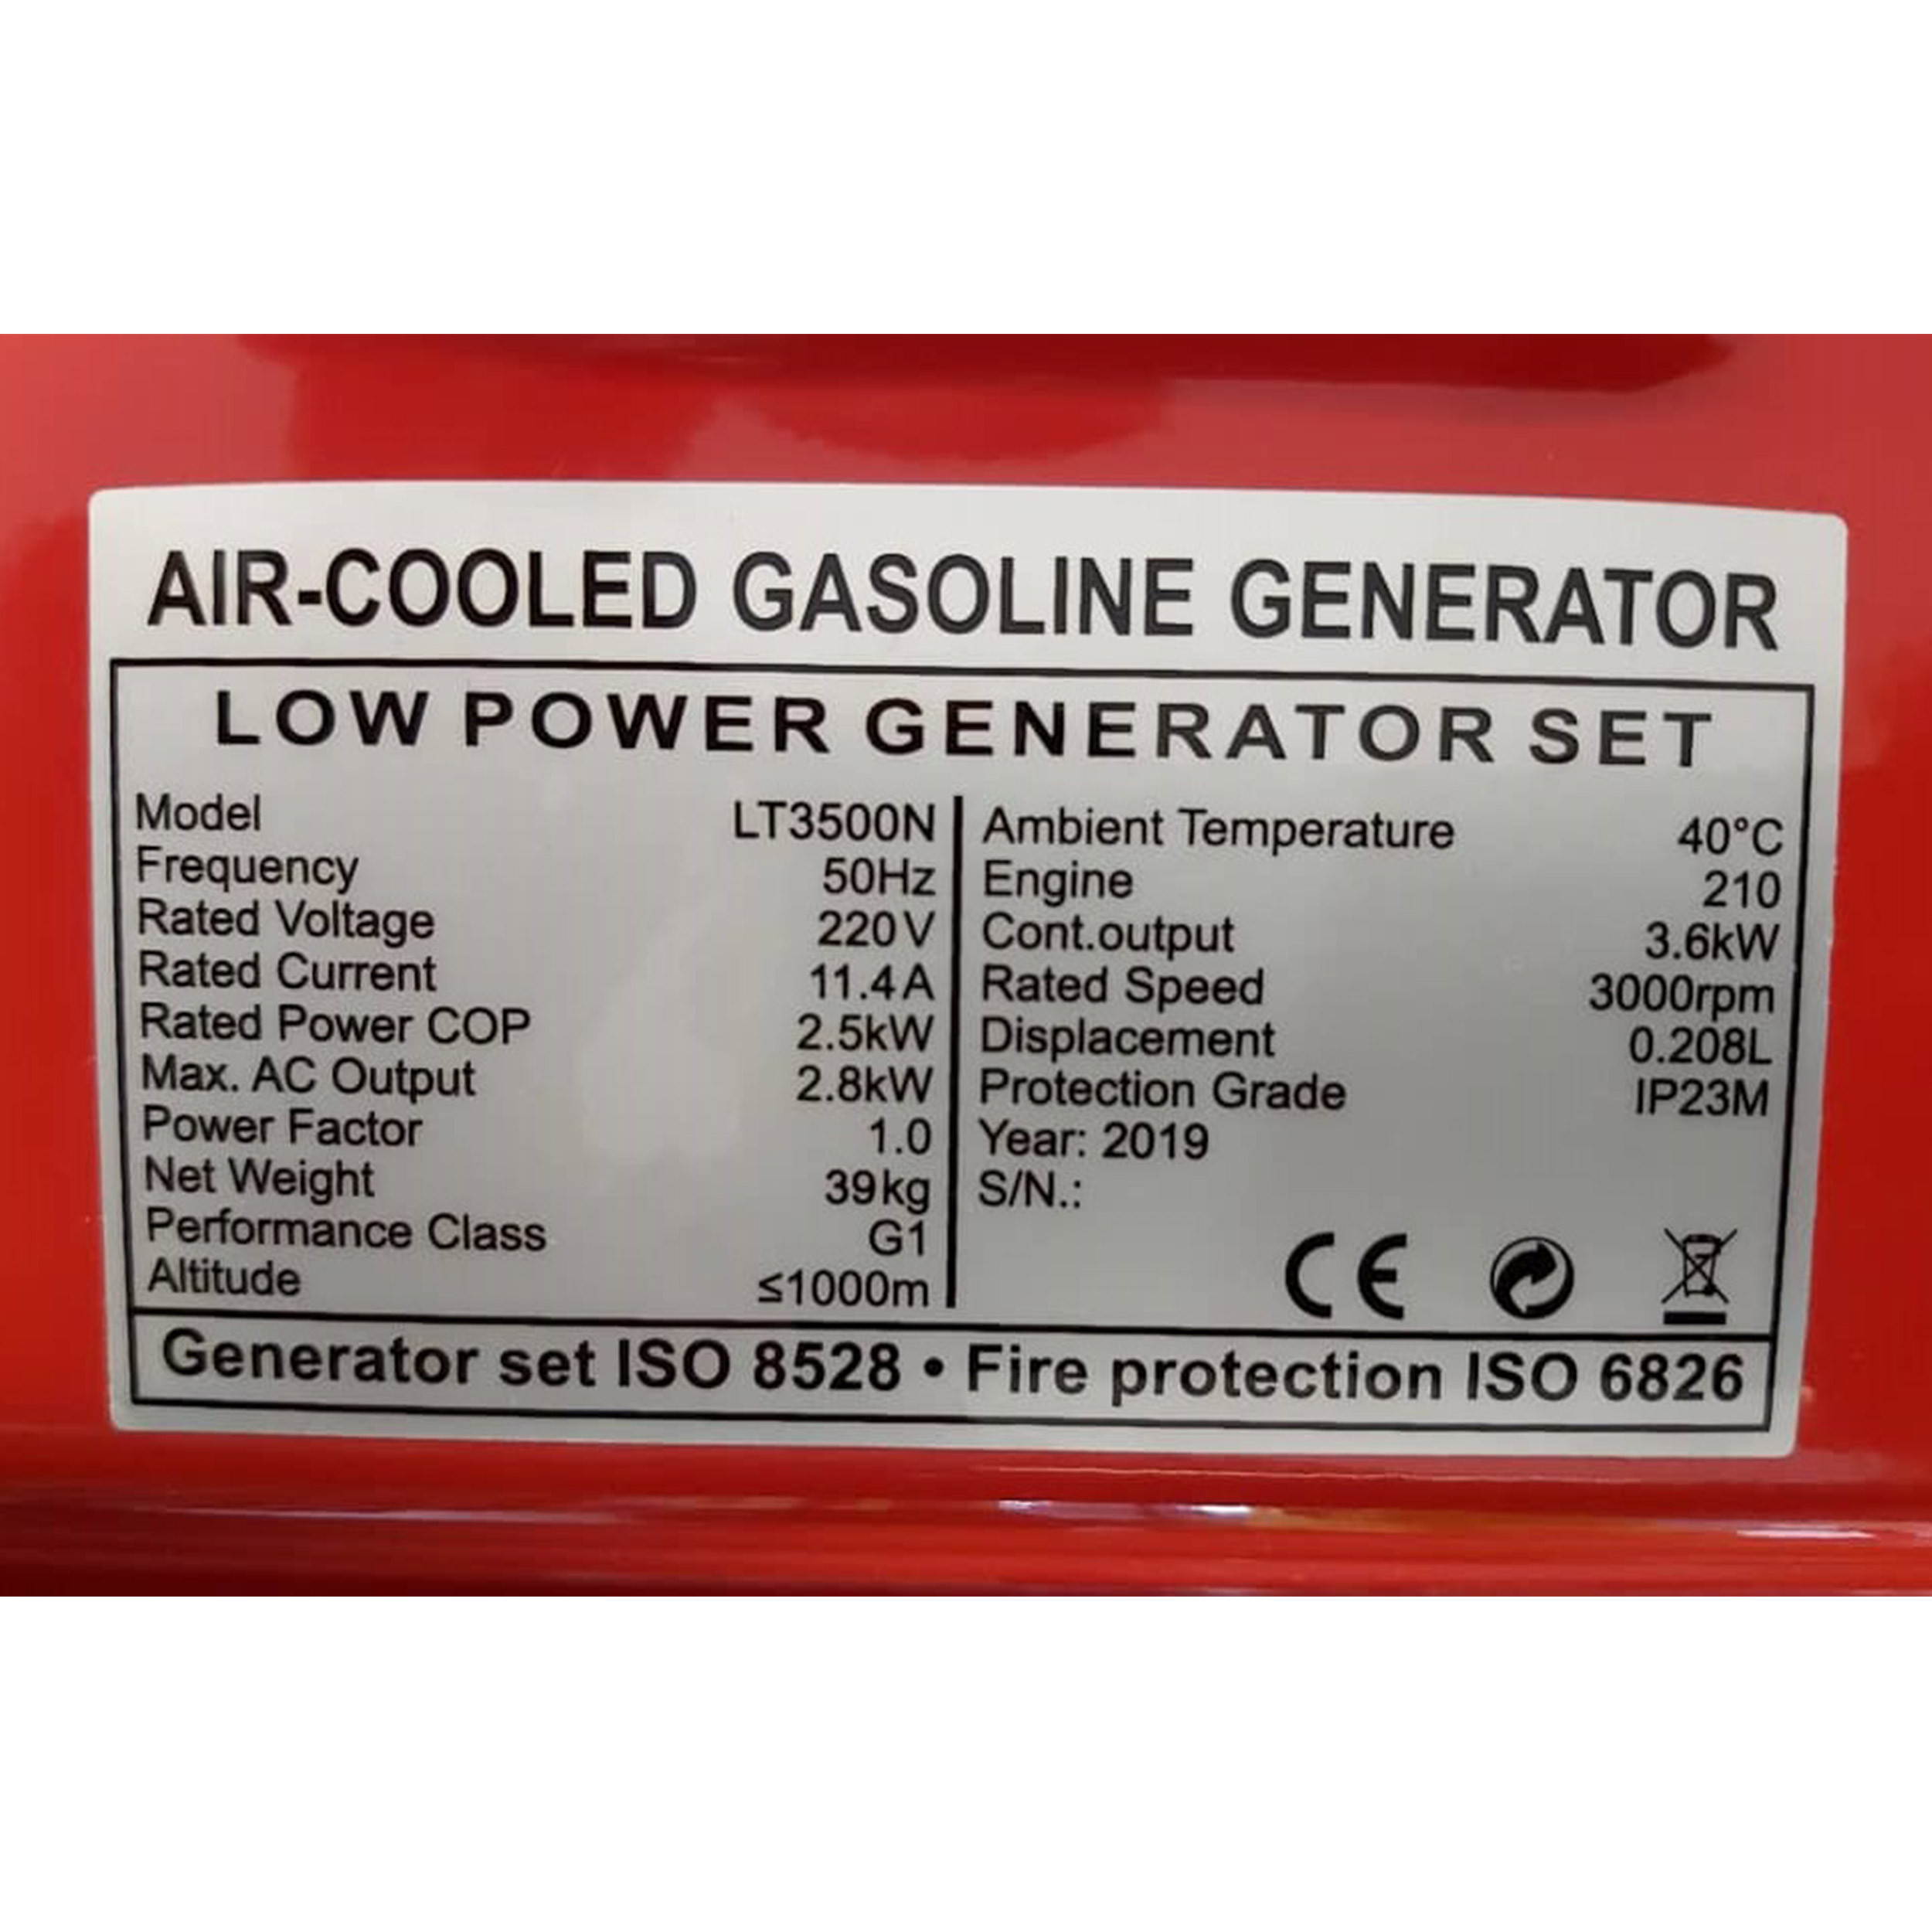 AIR-COOLED GASOLINE GENERATOR
LOW POWER GENERATOR SET
Model LT3500N
Frequency 50Hz
Rated Voltage 220V
Rated Current 11.4A
Rated Power COP 2.5kW
Max. AC Output 2.8kW
Power Factor 1.0
Net Weight 39kg
Performance Class G1
Altitude ≤1000m
Ambient Temperature 40°C
Engine 210
Cont.output 3.6kW
Rated Speed 3000rpm
Displacement 0.208L
Protection Grade IP23M
Year: 2019
S/N.:
CE
Generator set ISO 8528 • Fire protection ISO 6826